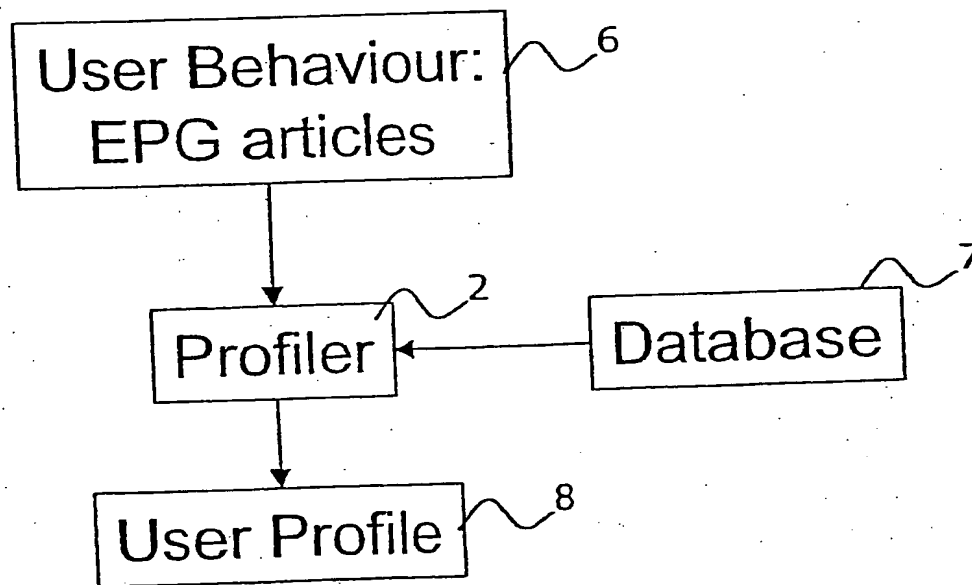 User Behaviour:
EPG articles
6
Profiler
2
Database
7
User Profile
8